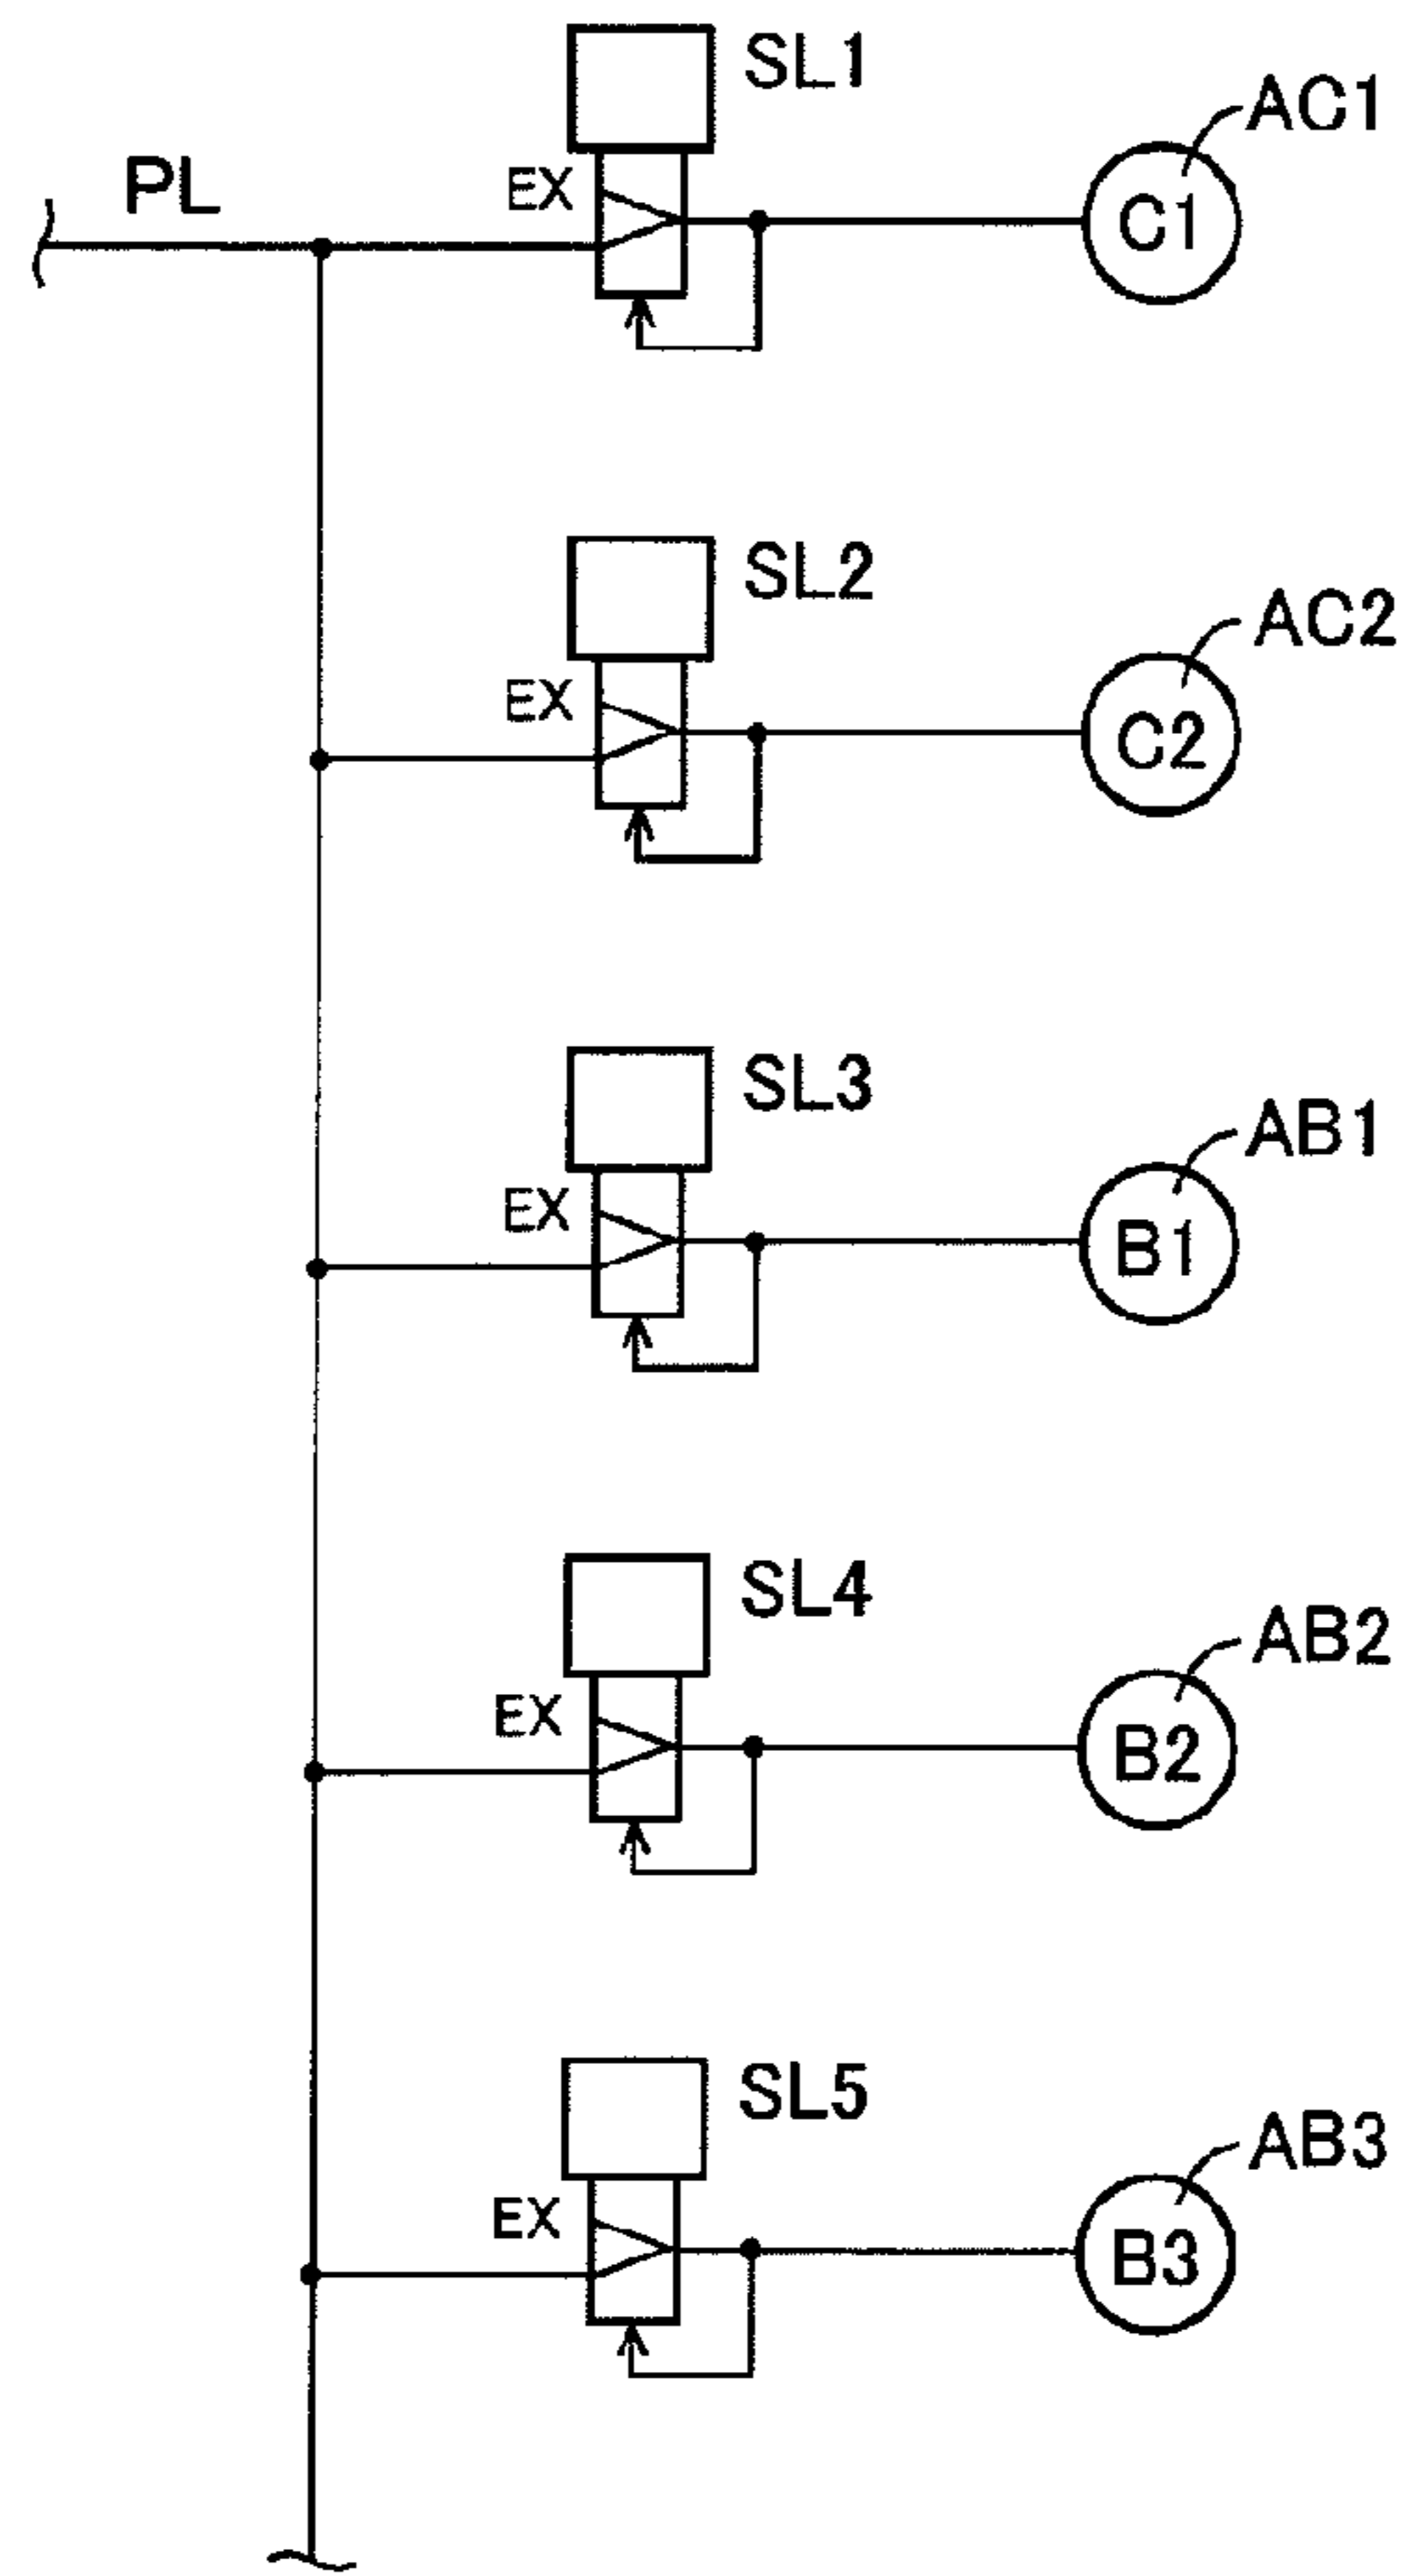 SL1
AC1
PL
EX
C1
SL2
AC2
EX
C2
SL3
AB1
EX
B1
SL4
AB2
EX
B2
SL5
AB3
EX
B3